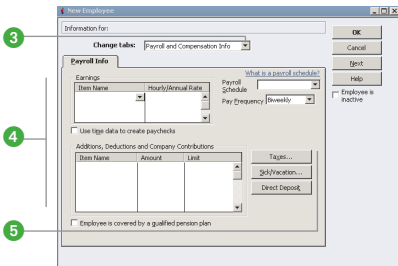 New Employee
Information for:
3
Change tabs: Payroll and Compensation Info
OK
Cancel
Next
Help
Employee is inactive
Payroll Info
What is a payroll schedule?
Earnings
Item Name Hourly/Annual Rate
Payroll Schedule
Pay Frequency Biweekly
Use time data to create paychecks
4
Additions, Deductions and Company Contributions
Item Name Amount Limit
Taxes...
Sick/Vacation...
Direct Deposit
Employee is covered by a qualified pension plan
5